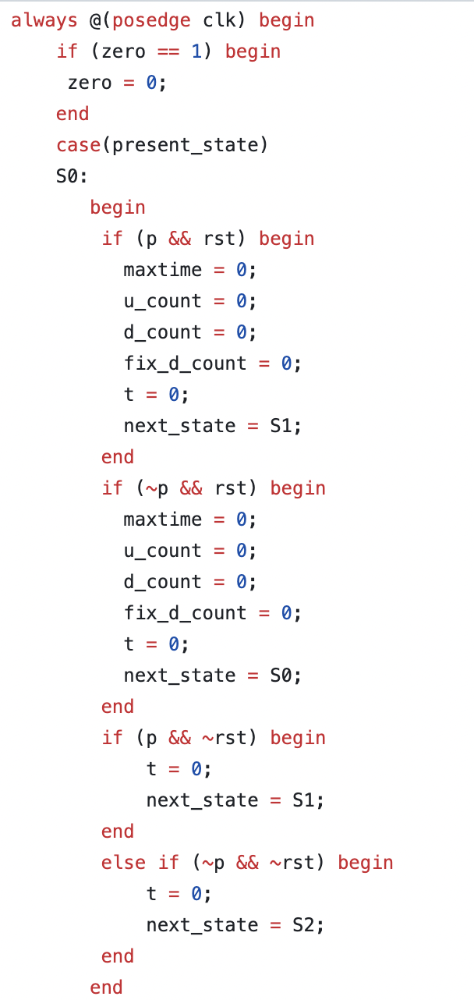 always @(posedge clk) begin
    if (zero == 1) begin
     zero = 0;
    end
    case(present_state)
    S0:
       begin
        if (p && rst) begin
          maxtime = 0;
          u_count = 0;
          d_count = 0;
          fix_d_count = 0;
          t = 0;
          next_state = S1;
        end
        if (~p && rst) begin
          maxtime = 0;
          u_count = 0;
          d_count = 0;
          fix_d_count = 0;
          t = 0;
          next_state = S0;
        end
        if (p && ~rst) begin
            t = 0;
            next_state = S1;
        end
        else if (~p && ~rst) begin
            t = 0;
            next_state = S2;
        end
       end